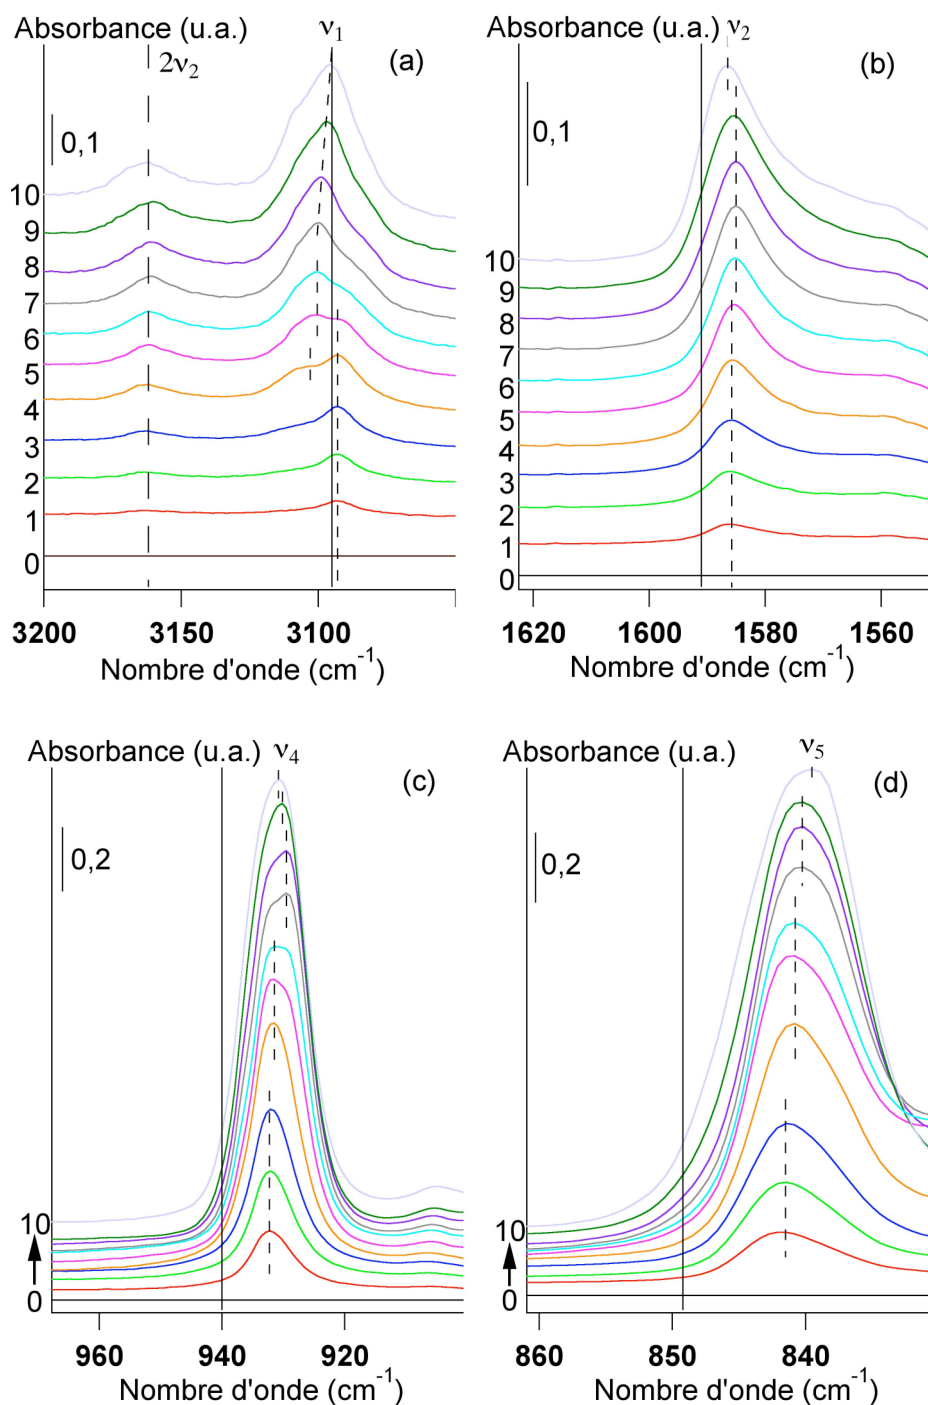 Absorbance (u.a.)
ν1
(a)
2ν2
0,1
10
9
8
7
6
5
4
3
2
1
0
3200
3150
3100
Nombre d'onde (cm-1)
Absorbance (u.a.)
ν2
(b)
0,1
10
9
8
7
6
5
4
3
2
1
0
1620
1600
1580
1560
Nombre d'onde (cm-1)
Absorbance (u.a.)
ν4
(c)
0,2
10
0
960
940
920
Nombre d'onde (cm-1)
Absorbance (u.a.)
ν5
(d)
0,2
10
0
860
850
840
Nombre d'onde (cm-1)